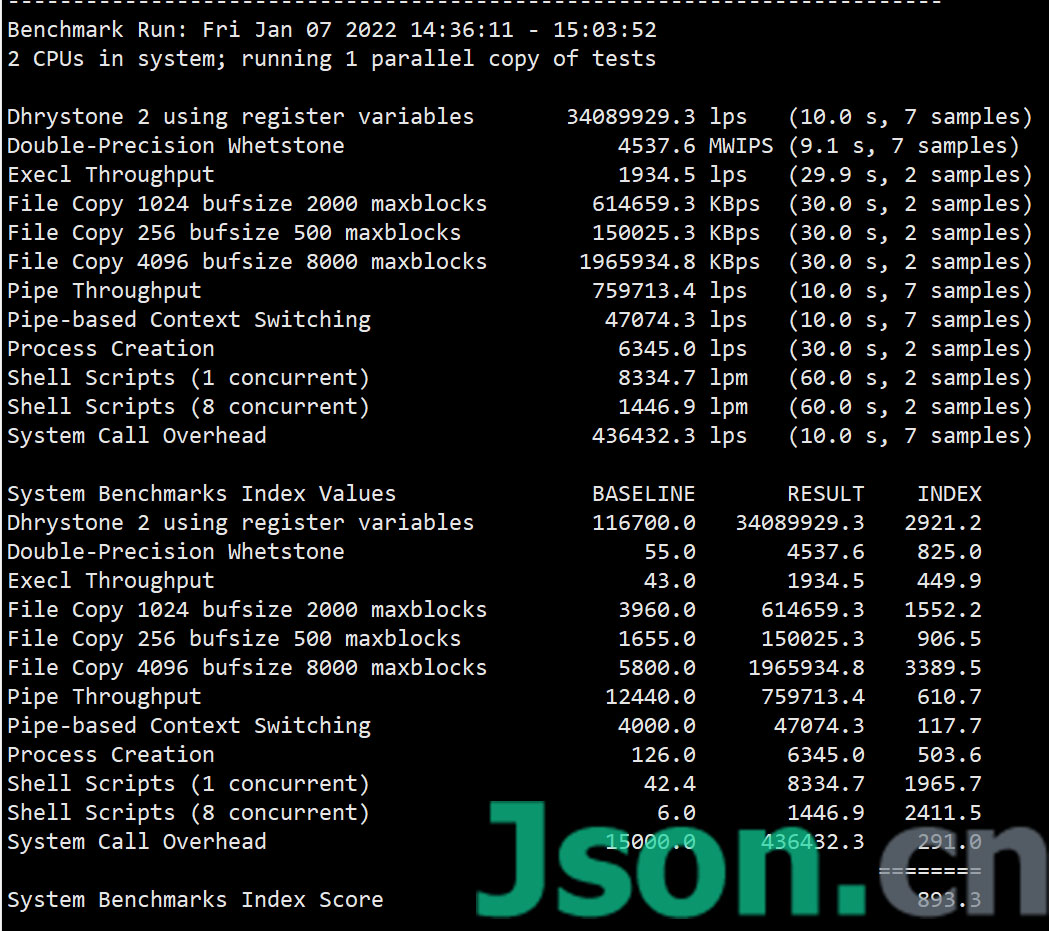 ------------------------------------------------------------------------
Benchmark Run: Fri Jan 07 2022 14:36:11 - 15:03:52
2 CPUs in system; running 1 parallel copy of tests

Dhrystone 2 using register variables       34089929.3 lps   (10.0 s, 7 samples)
Double-Precision Whetstone                     4537.6 MWIPS (9.1 s, 7 samples)
Execl Throughput                               1934.5 lps   (29.9 s, 2 samples)
File Copy 1024 bufsize 2000 maxblocks        614659.3 KBps  (30.0 s, 2 samples)
File Copy 256 bufsize 500 maxblocks          150025.3 KBps  (30.0 s, 2 samples)
File Copy 4096 bufsize 8000 maxblocks       1965934.8 KBps  (30.0 s, 2 samples)
Pipe Throughput                              759713.4 lps   (10.0 s, 7 samples)
Pipe-based Context Switching                  47074.3 lps   (10.0 s, 7 samples)
Process Creation                               6345.0 lps   (30.0 s, 2 samples)
Shell Scripts (1 concurrent)                   8334.7 lpm   (60.0 s, 2 samples)
Shell Scripts (8 concurrent)                   1446.9 lpm   (60.0 s, 2 samples)
System Call Overhead                         436432.3 lps   (10.0 s, 7 samples)

System Benchmarks Index Values               BASELINE       RESULT    INDEX
Dhrystone 2 using register variables         116700.0   34089929.3   2921.2
Double-Precision Whetstone                       55.0       4537.6    825.0
Execl Throughput                                 43.0       1934.5    449.9
File Copy 1024 bufsize 2000 maxblocks          3960.0     614659.3   1552.2
File Copy 256 bufsize 500 maxblocks            1655.0     150025.3    906.5
File Copy 4096 bufsize 8000 maxblocks          5800.0    1965934.8   3389.5
Pipe Throughput                               12440.0     759713.4    610.7
Pipe-based Context Switching                   4000.0      47074.3    117.7
Process Creation                                126.0       6345.0    503.6
Shell Scripts (1 concurrent)                     42.4       8334.7   1965.7
Shell Scripts (8 concurrent)                      6.0       1446.9   2411.5
System Call Overhead                          15000.0     436432.3    291.0
                                                                   ========
System Benchmarks Index Score                                         893.3
Json.cn